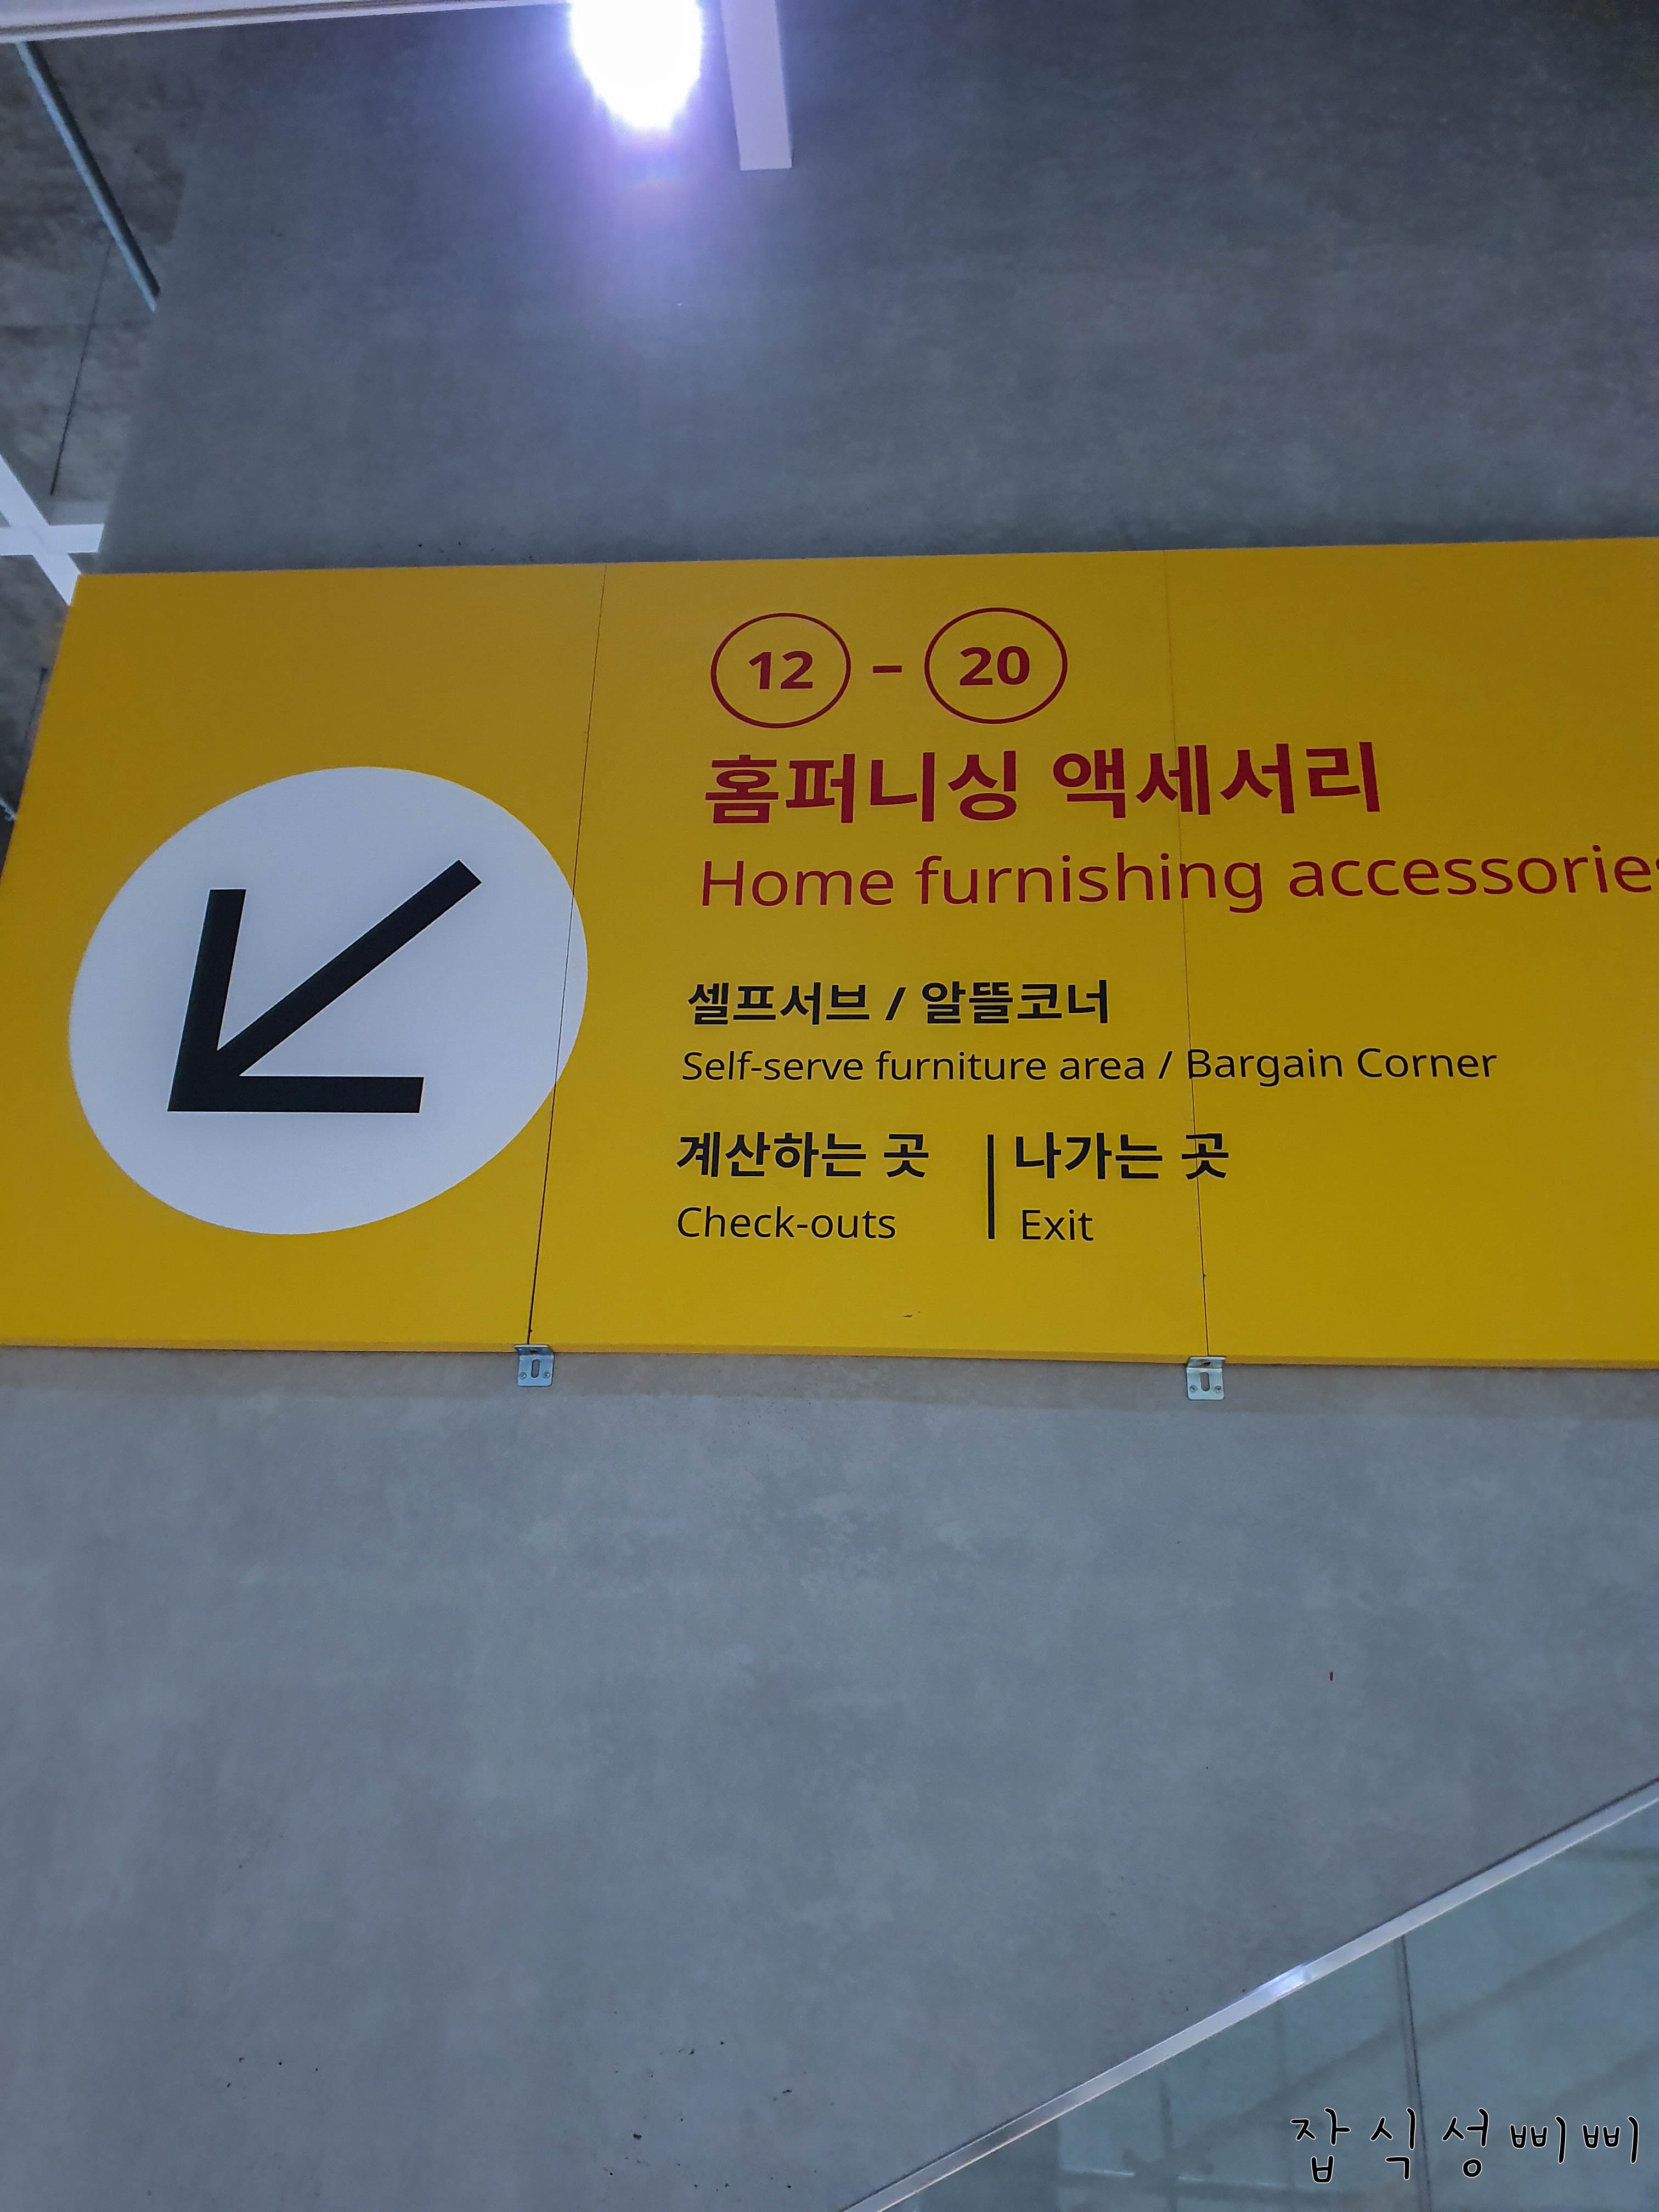 12 – 20
홈퍼니싱 액세서리
Home furnishing accessories
셀프서브 / 알뜰코너
Self-serve furniture area / Bargain Corner
계산하는 곳 | 나가는 곳
Check-outs | Exit
잡식성삐삐